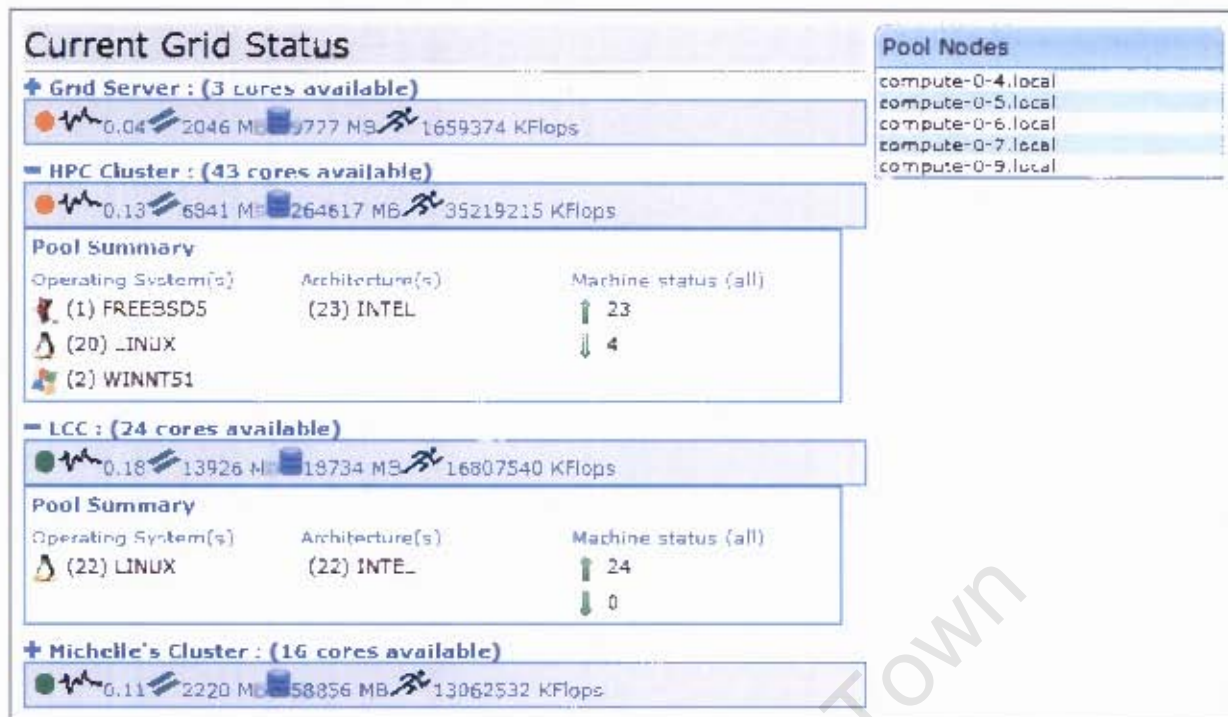 Current Grid Status
+ Grid Server : (3 cores available)
0.04 2046 MB 9777 MB 1659374 KFlops
− HPC Cluster : (43 cores available)
0.13 6841 MB 264617 MB 35219215 KFlops
Pool Summary
Operating System(s) Architecture(s) Machine status (all)
(1) FREEBSD5 (23) INTEL 23
(20) LINUX 4
(2) WINNT51
− LCC : (24 cores available)
0.18 13926 MB 18734 MB 16807540 KFlops
Pool Summary
Operating System(s) Architecture(s) Machine status (all)
(22) LINUX (22) INTEL 24
0
+ Michelle's Cluster : (16 cores available)
0.11 2220 MB 58856 MB 13062532 KFlops
Pool Nodes
compute-0-4.local
compute-0-5.local
compute-0-6.local
compute-0-7.local
compute-0-9.local
Town